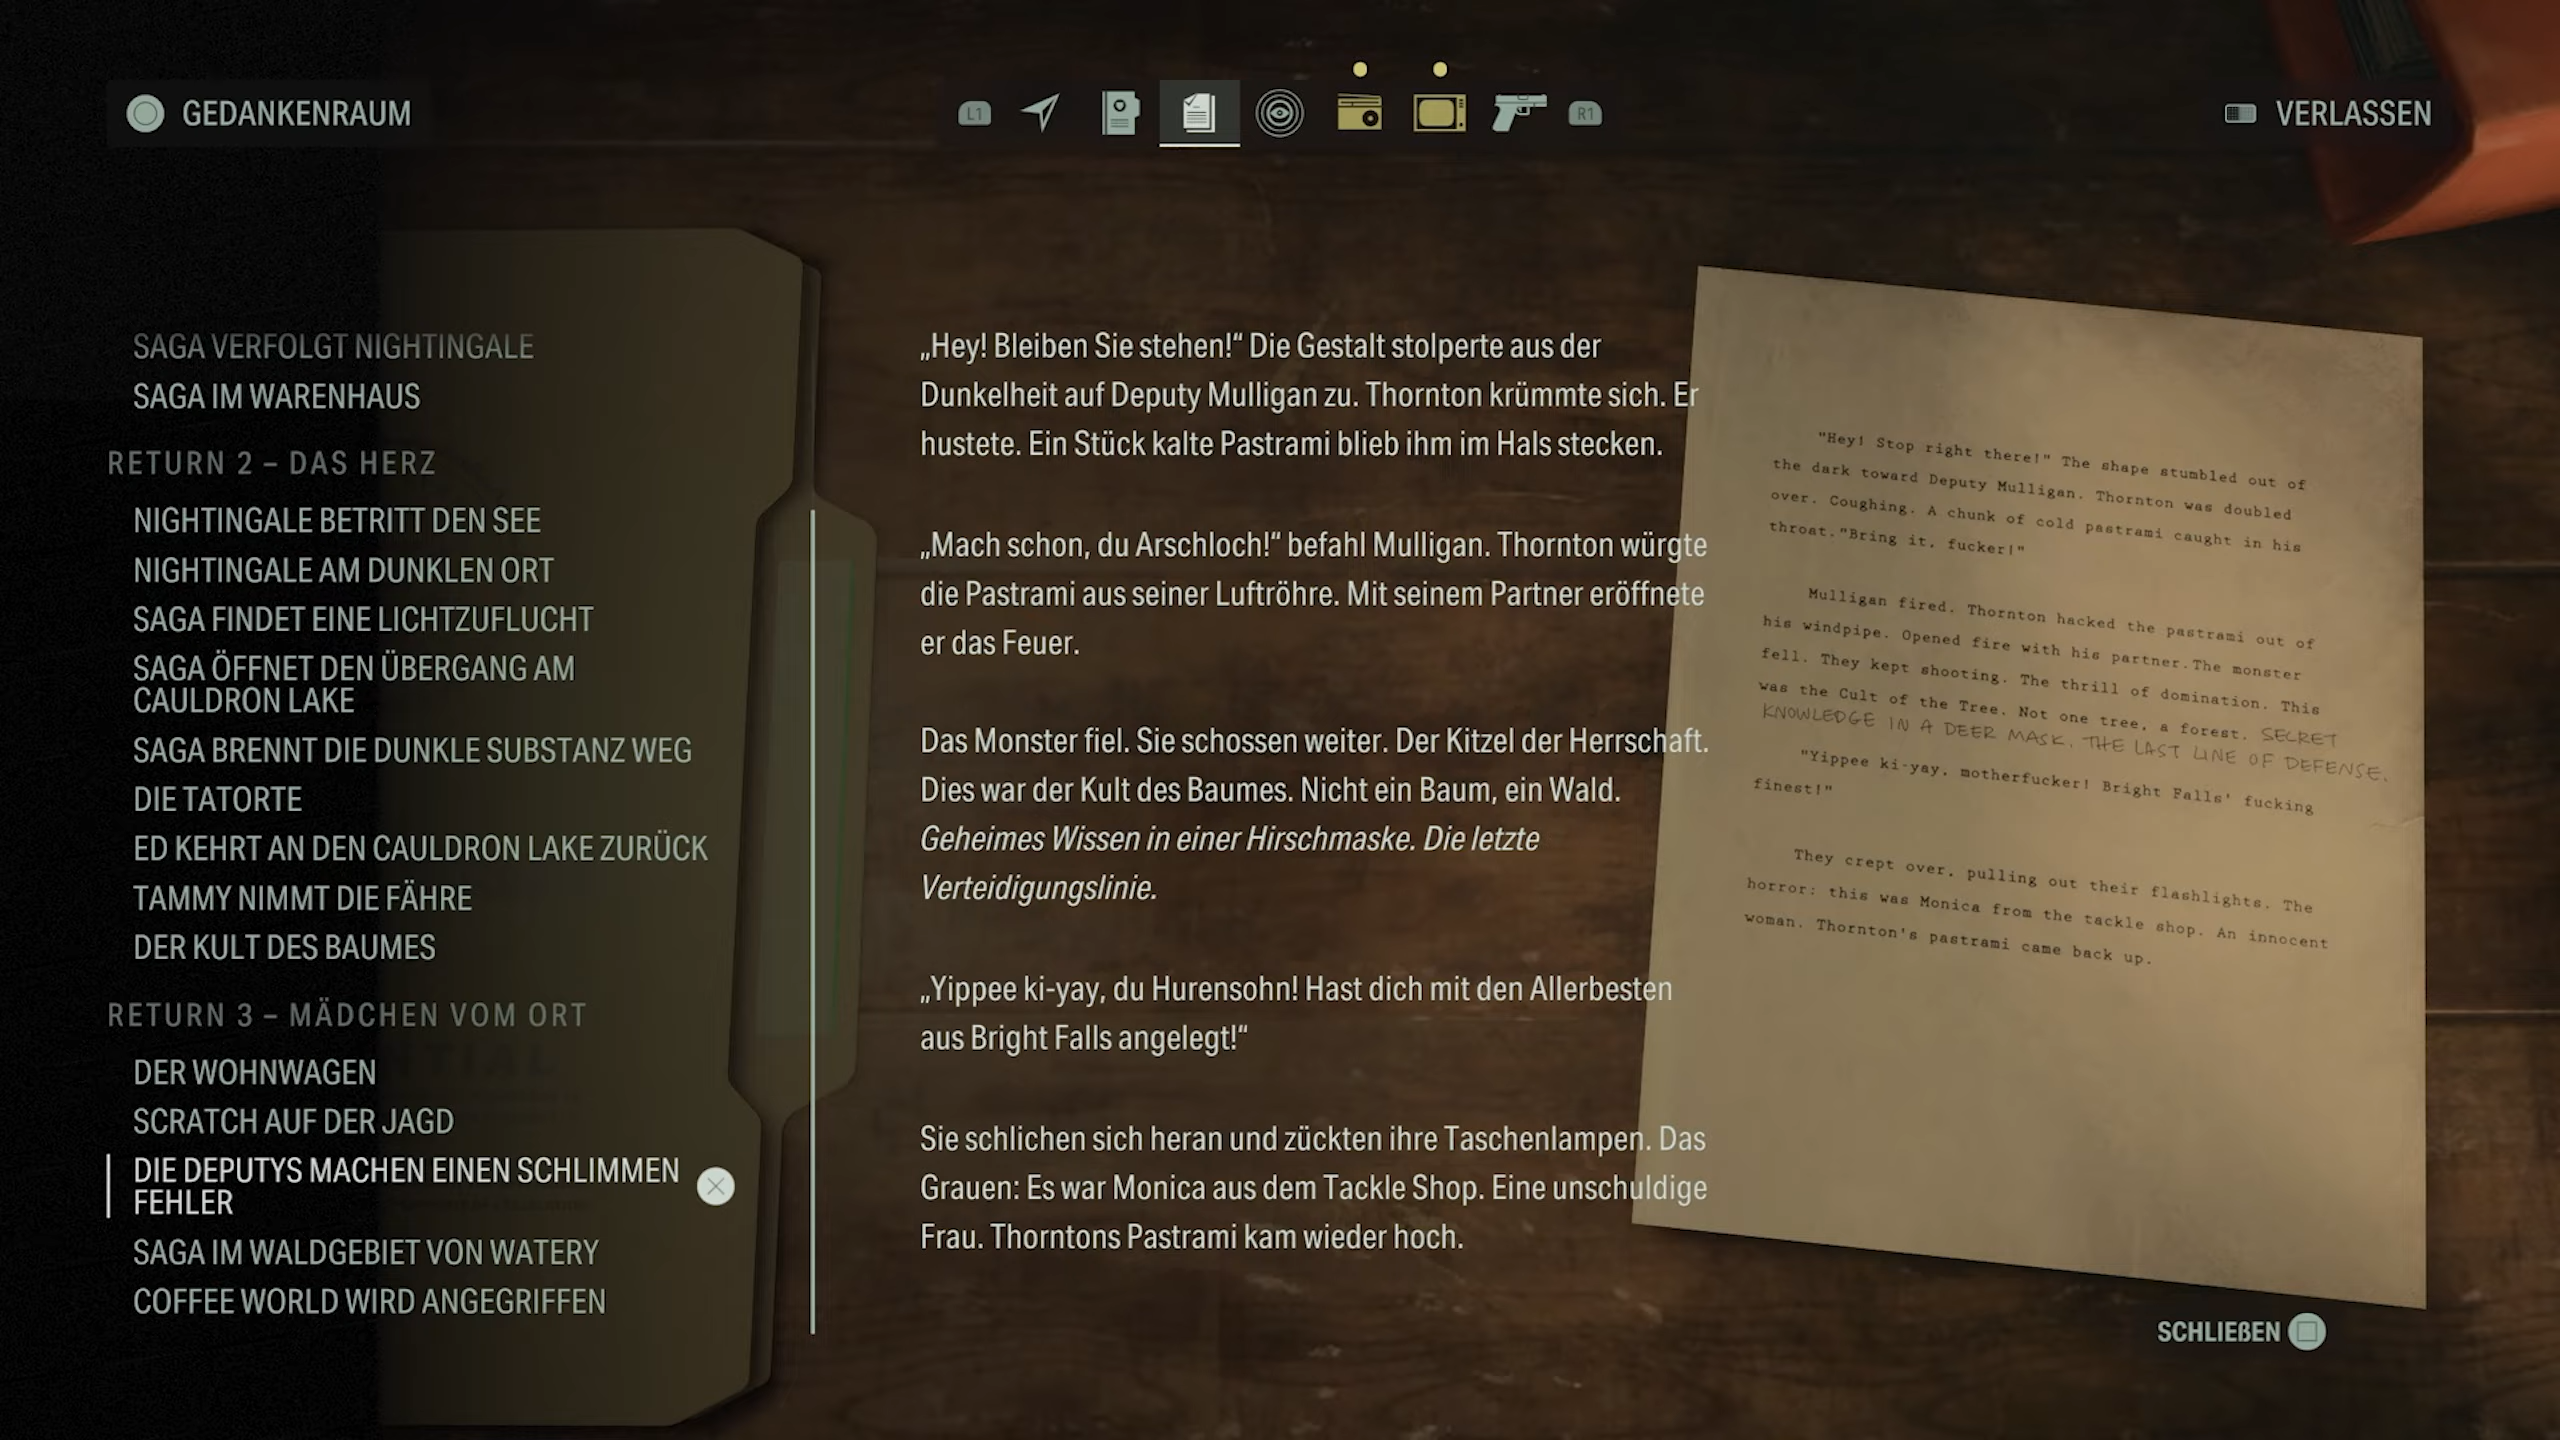 GEDANKENRAUM
L1
R1
VERLASSEN
SAGA VERFOLGT NIGHTINGALE
SAGA IM WARENHAUS
RETURN 2 – DAS HERZ
NIGHTINGALE BETRITT DEN SEE
NIGHTINGALE AM DUNKLEN ORT
SAGA FINDET EINE LICHTZUFLUCHT
SAGA ÖFFNET DEN ÜBERGANG AM
CAULDRON LAKE
SAGA BRENNT DIE DUNKLE SUBSTANZ WEG
DIE TATORTE
ED KEHRT AN DEN CAULDRON LAKE ZURÜCK
TAMMY NIMMT DIE FÄHRE
DER KULT DES BAUMES
RETURN 3 – MÄDCHEN VOM ORT
DER WOHNWAGEN
SCRATCH AUF DER JAGD
DIE DEPUTYS MACHEN EINEN SCHLIMMEN
FEHLER
SAGA IM WALDGEBIET VON WATERY
COFFEE WORLD WIRD ANGEGRIFFEN
„Hey! Bleiben Sie stehen!“ Die Gestalt stolperte aus der
Dunkelheit auf Deputy Mulligan zu. Thornton krümmte sich. Er
hustete. Ein Stück kalte Pastrami blieb ihm im Hals stecken.
„Mach schon, du Arschloch!“ befahl Mulligan. Thornton würgte
die Pastrami aus seiner Luftröhre. Mit seinem Partner eröffnete
er das Feuer.
Das Monster fiel. Sie schossen weiter. Der Kitzel der Herrschaft.
Dies war der Kult des Baumes. Nicht ein Baum, ein Wald.
Geheimes Wissen in einer Hirschmaske. Die letzte
Verteidigungslinie.
„Yippee ki-yay, du Hurensohn! Hast dich mit den Allerbesten
aus Bright Falls angelegt!“
Sie schlichen sich heran und zückten ihre Taschenlampen. Das
Grauen: Es war Monica aus dem Tackle Shop. Eine unschuldige
Frau. Thorntons Pastrami kam wieder hoch.
"Hey! Stop right there!" The shape stumbled out of
the dark toward Deputy Mulligan. Thornton was doubled
over. Coughing. A chunk of cold pastrami caught in his
throat."Bring it, fucker!"
Mulligan fired. Thornton hacked the pastrami out of
his windpipe. Opened fire with his partner.The monster
fell. They kept shooting. The thrill of domination. This
was the Cult of the Tree. Not one tree, a forest. SECRET
KNOWLEDGE IN A DEER MASK. THE LAST LINE OF DEFENSE.
"Yippee ki-yay, motherfucker! Bright Falls' fucking
finest!"
They crept over, pulling out their flashlights. The
horror: this was Monica from the tackle shop. An innocent
woman. Thornton's pastrami came back up.
SCHLIEẞEN